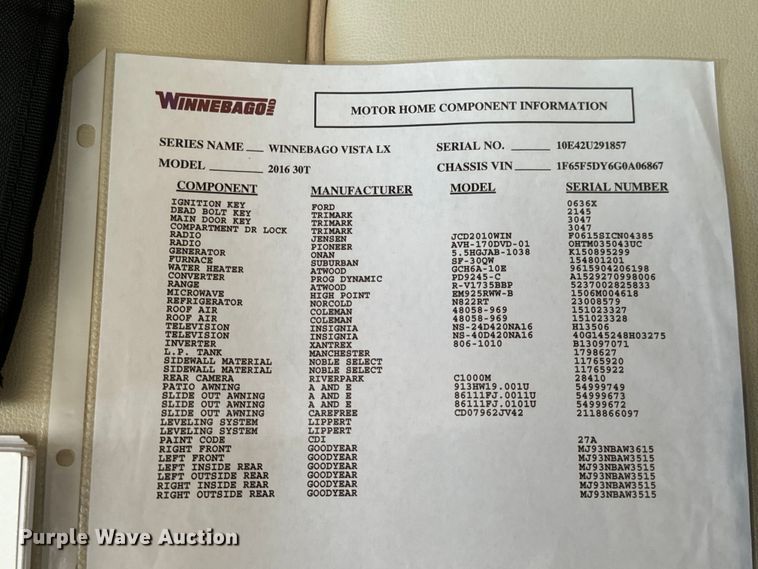 WINNEBAGO IND
MOTOR HOME COMPONENT INFORMATION
SERIES NAME ___ WINNEBAGO VISTA LX SERIAL NO. ______ 10E42U291857
MODEL ________ 2016 30T CHASSIS VIN _____ 1F65F5DY6G0A06867
COMPONENT MANUFACTURER MODEL SERIAL NUMBER
IGNITION KEY FORD 0636X
DEAD BOLT KEY TRIMARK 2145
MAIN DOOR KEY TRIMARK 3047
COMPARTMENT DR LOCK TRIMARK 3047
RADIO JENSEN JCD2010WIN F0615SICN04385
RADIO PIONEER AVH-170DVD-01 OHTM035043UC
GENERATOR ONAN 5.5HGJAB-1038 K150895299
FURNACE SUBURBAN SF-30QW 154801201
WATER HEATER ATWOOD GCH6A-10E 9615904206198
CONVERTER PROG DYNAMIC PD9245-C A1529270998006
RANGE ATWOOD R-V1735BBP 5237002825833
MICROWAVE HIGH POINT EM925RWW-B 1506M004618
REFRIGERATOR NORCOLD N822RT 23008579
ROOF AIR COLEMAN 48058-969 151023327
ROOF AIR COLEMAN 48058-969 151023328
TELEVISION INSIGNIA NS-24D420NA16 H13506
TELEVISION INSIGNIA NS-40D420NA16 40G145248H03275
INVERTER XANTREX 806-1010 B13097071
L.P. TANK MANCHESTER 1798627
SIDEWALL MATERIAL NOBLE SELECT 11765920
SIDEWALL MATERIAL NOBLE SELECT 11765922
REAR CAMERA RIVERPARK C1000M 28410
PATIO AWNING A AND E 913HW19.001U 54999749
SLIDE OUT AWNING A AND E 86111FJ.0011U 54999673
SLIDE OUT AWNING A AND E 86111FJ.0101U 54999672
SLIDE OUT AWNING CAREFREE CD07962JV42 2118866097
LEVELING SYSTEM LIPPERT
LEVELING SYSTEM LIPPERT
PAINT CODE CDI 27A
RIGHT FRONT GOODYEAR MJ93NBAW3615
LEFT FRONT GOODYEAR MJ93NBAW3515
LEFT INSIDE REAR GOODYEAR MJ93NBAW3515
LEFT OUTSIDE REAR GOODYEAR MJ93NBAW3515
RIGHT INSIDE REAR GOODYEAR MJ93NBAW3515
RIGHT OUTSIDE REAR GOODYEAR MJ93NBAW3515
Purple Wave Auction